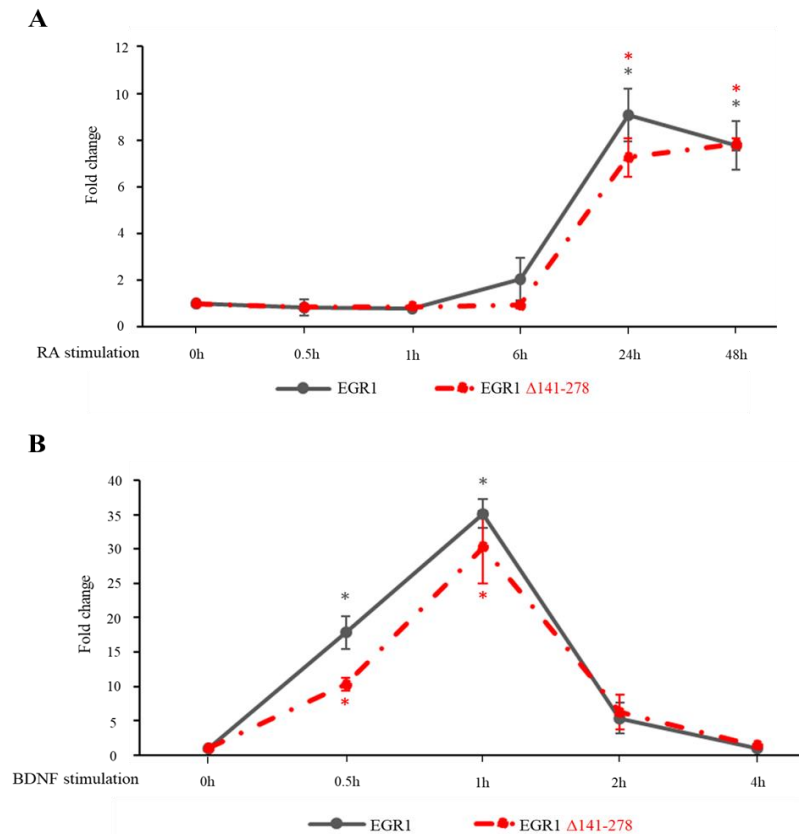 A
12
10
8
6
4
2
0
Fold change
* *
* *
RA stimulation 0h 0.5h 1h 6h 24h 48h
EGR1 EGR1 Δ141-278
B
40
35
30
25
20
15
10
5
0
Fold change
*
*
*
*
BDNF stimulation 0h 0.5h 1h 2h 4h
EGR1 EGR1 Δ141-278